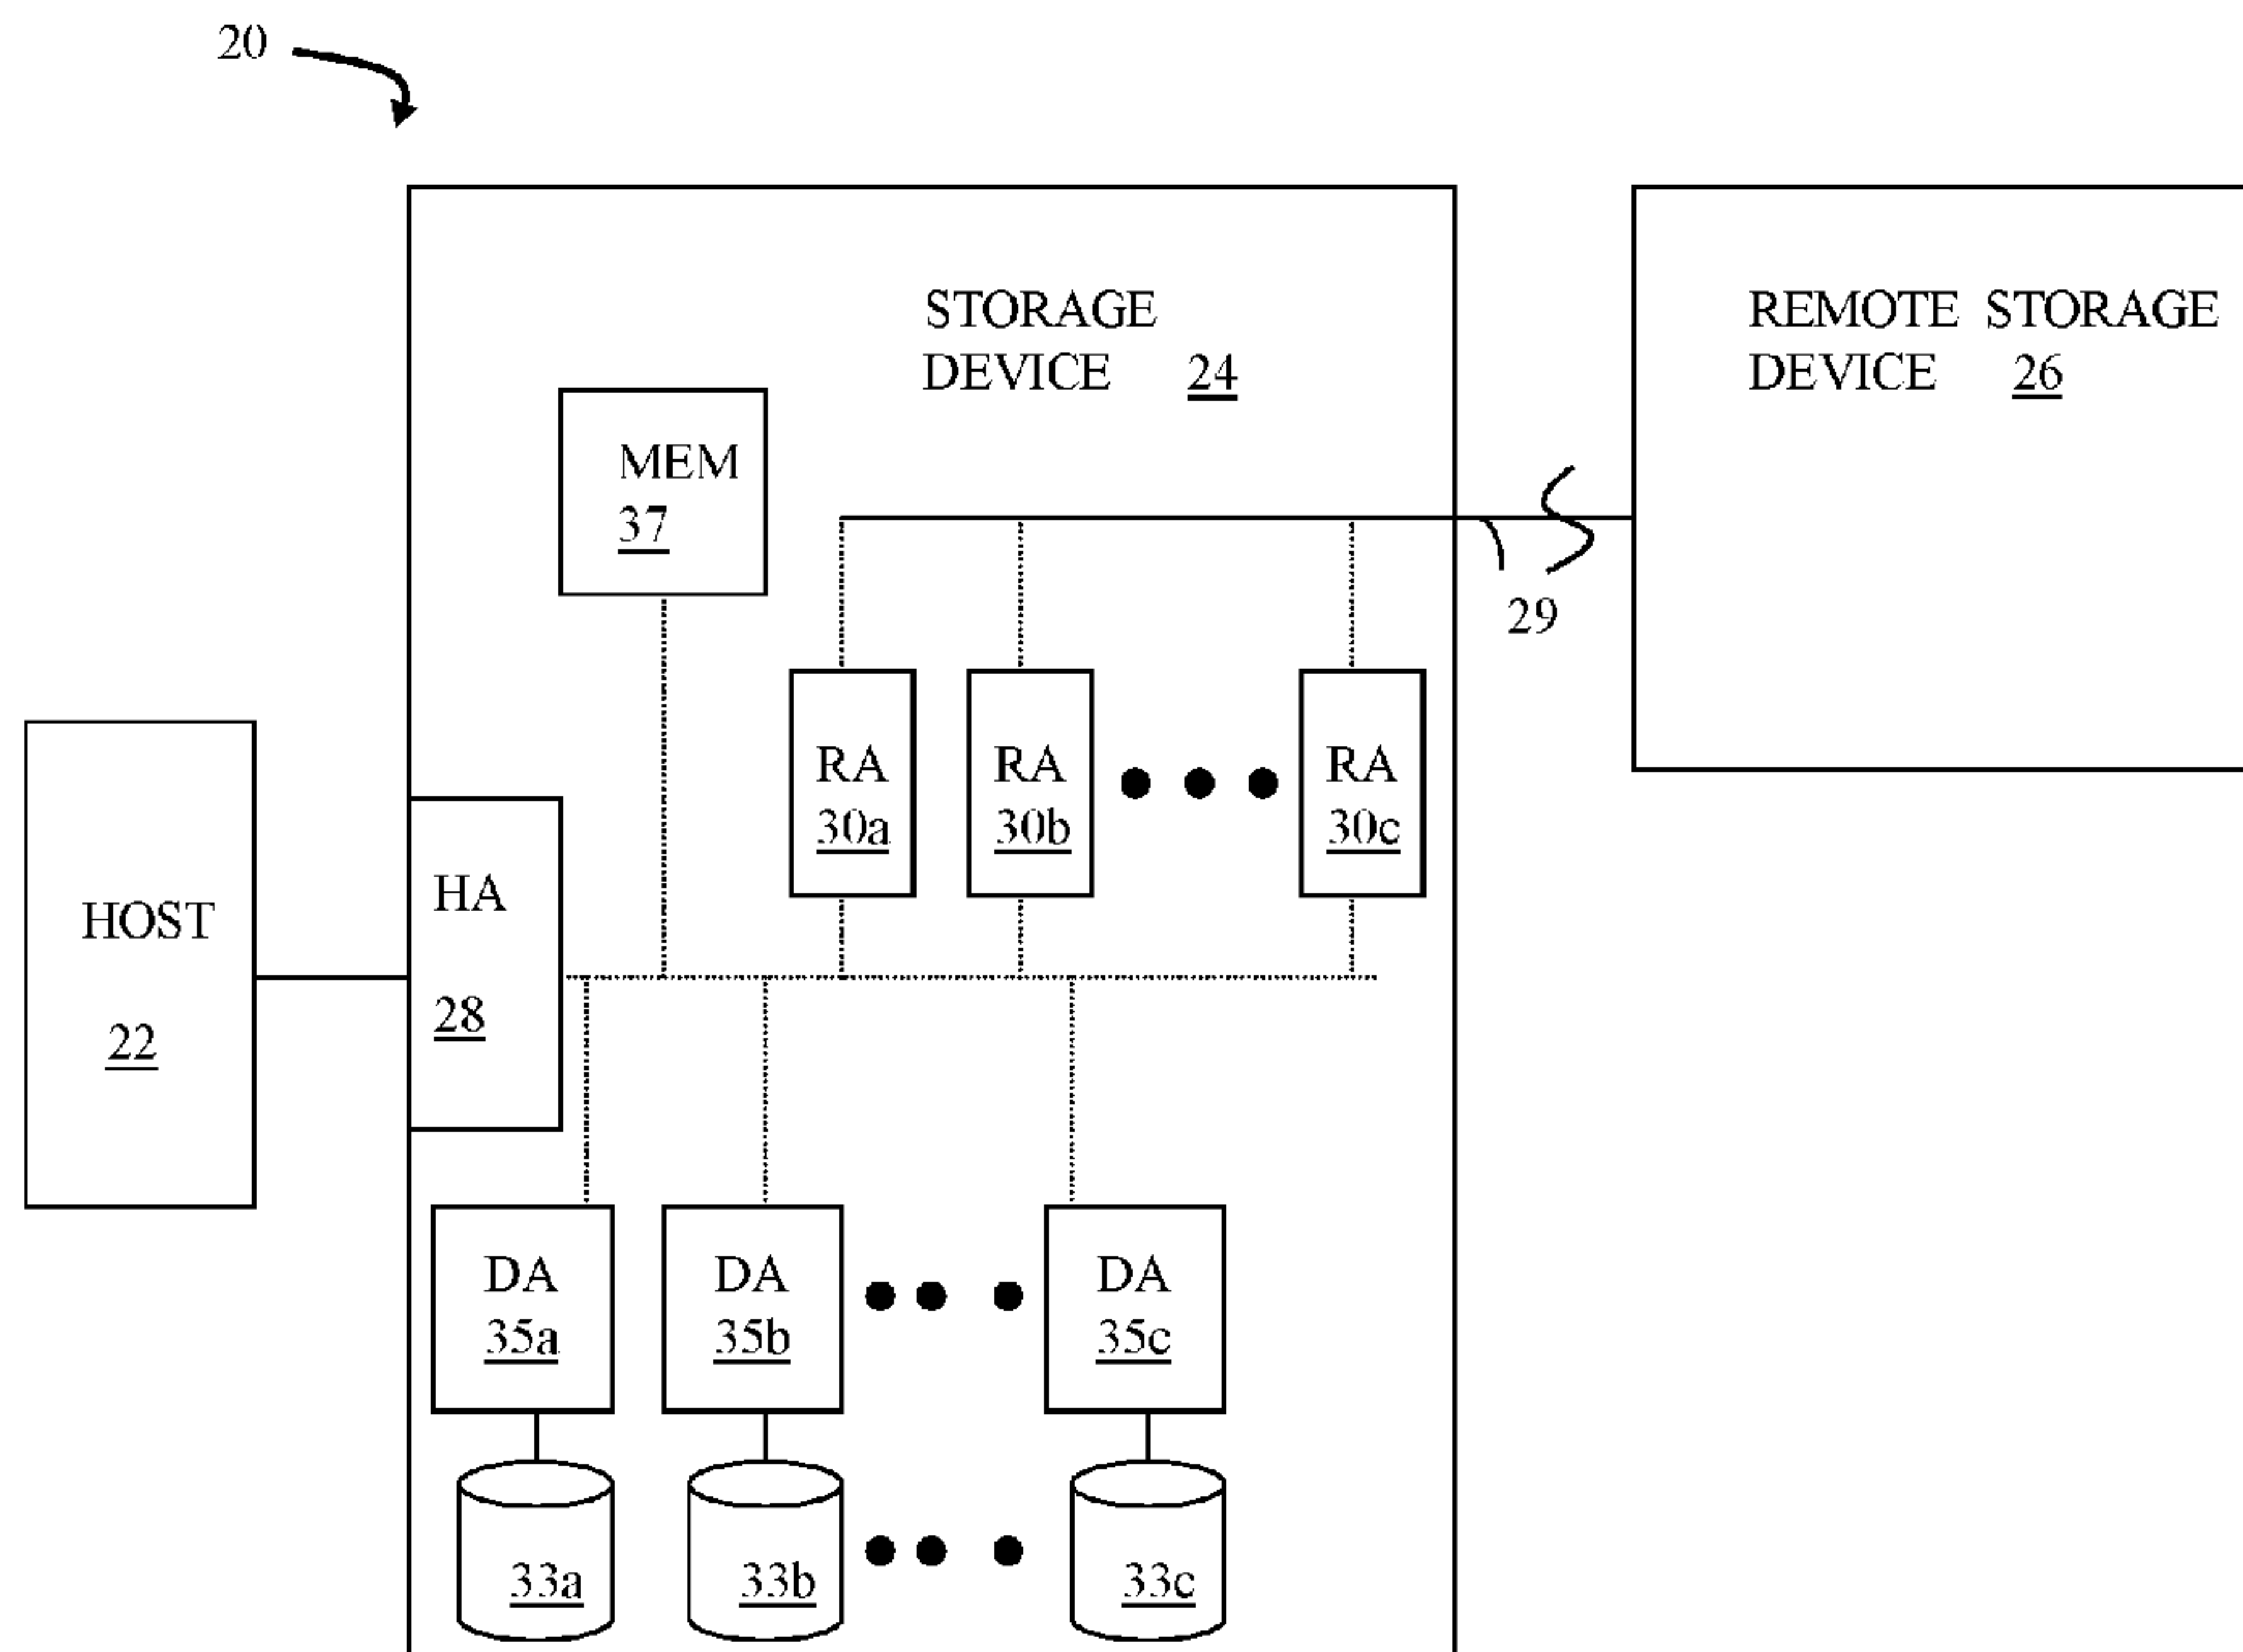 20
STORAGE
DEVICE 24
REMOTE STORAGE
DEVICE 26
MEM
37
29
RA
30a
RA
30b
RA
30c
HOST
22
HA
28
DA
35a
DA
35b
DA
35c
33a
33b
33c